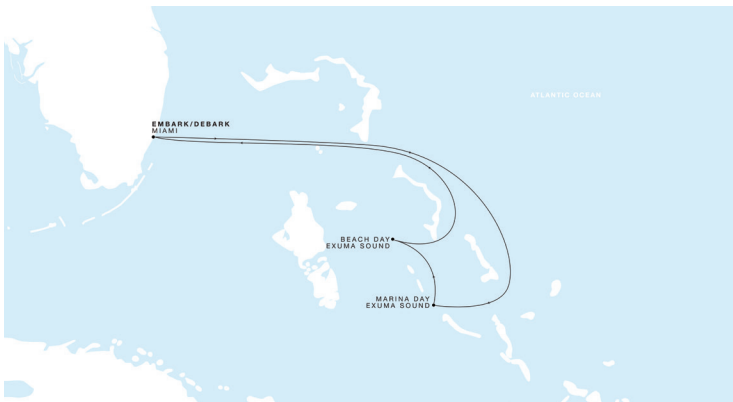 ATLANTIC OCEAN
EMBARK/DEBARK
MIAMI
BEACH DAY
EXUMA SOUND
MARINA DAY
EXUMA SOUND